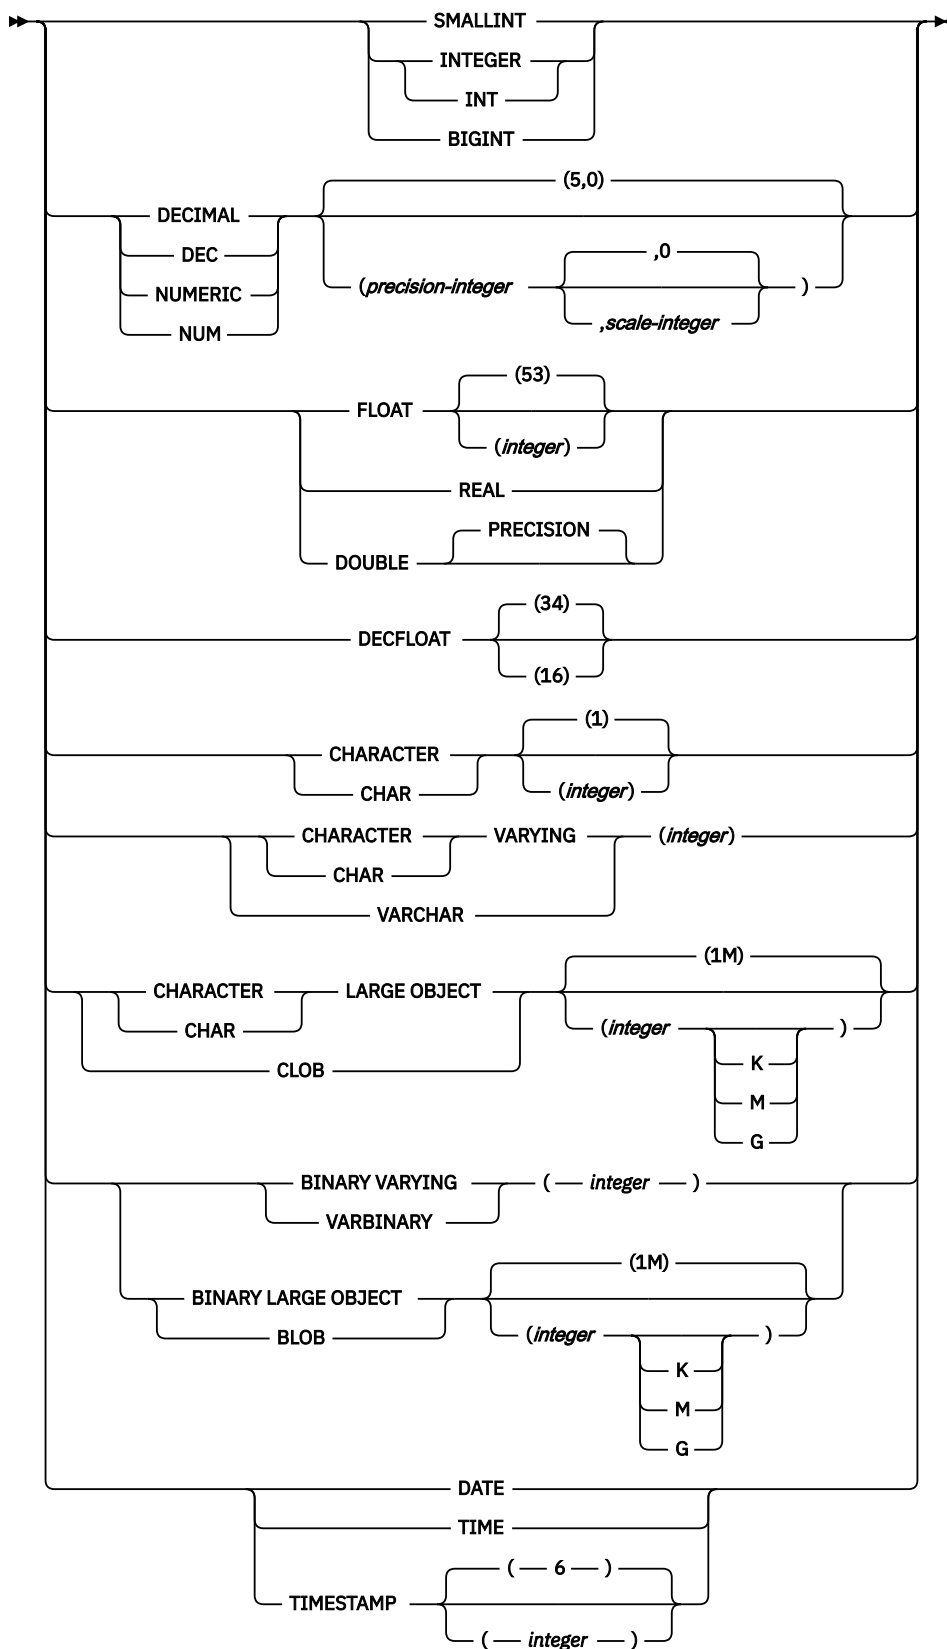 SMALLINT
INTEGER
INT
BIGINT
(5,0)
DECIMAL
DEC
,0
NUMERIC
(precision-integer )
NUM
,scale-integer
(53)
FLOAT
(integer)
REAL
PRECISION
DOUBLE
(34)
DECFLOAT
(16)
(1)
CHARACTER
CHAR (integer)
CHARACTER VARYING (integer)
CHAR
VARCHAR
(1M)
CHARACTER LARGE OBJECT
CHAR (integer )
CLOB K
M
G
BINARY VARYING ( integer )
VARBINARY
(1M)
BINARY LARGE OBJECT
BLOB (integer )
K
M
G
DATE
TIME
( 6 )
TIMESTAMP
( integer )